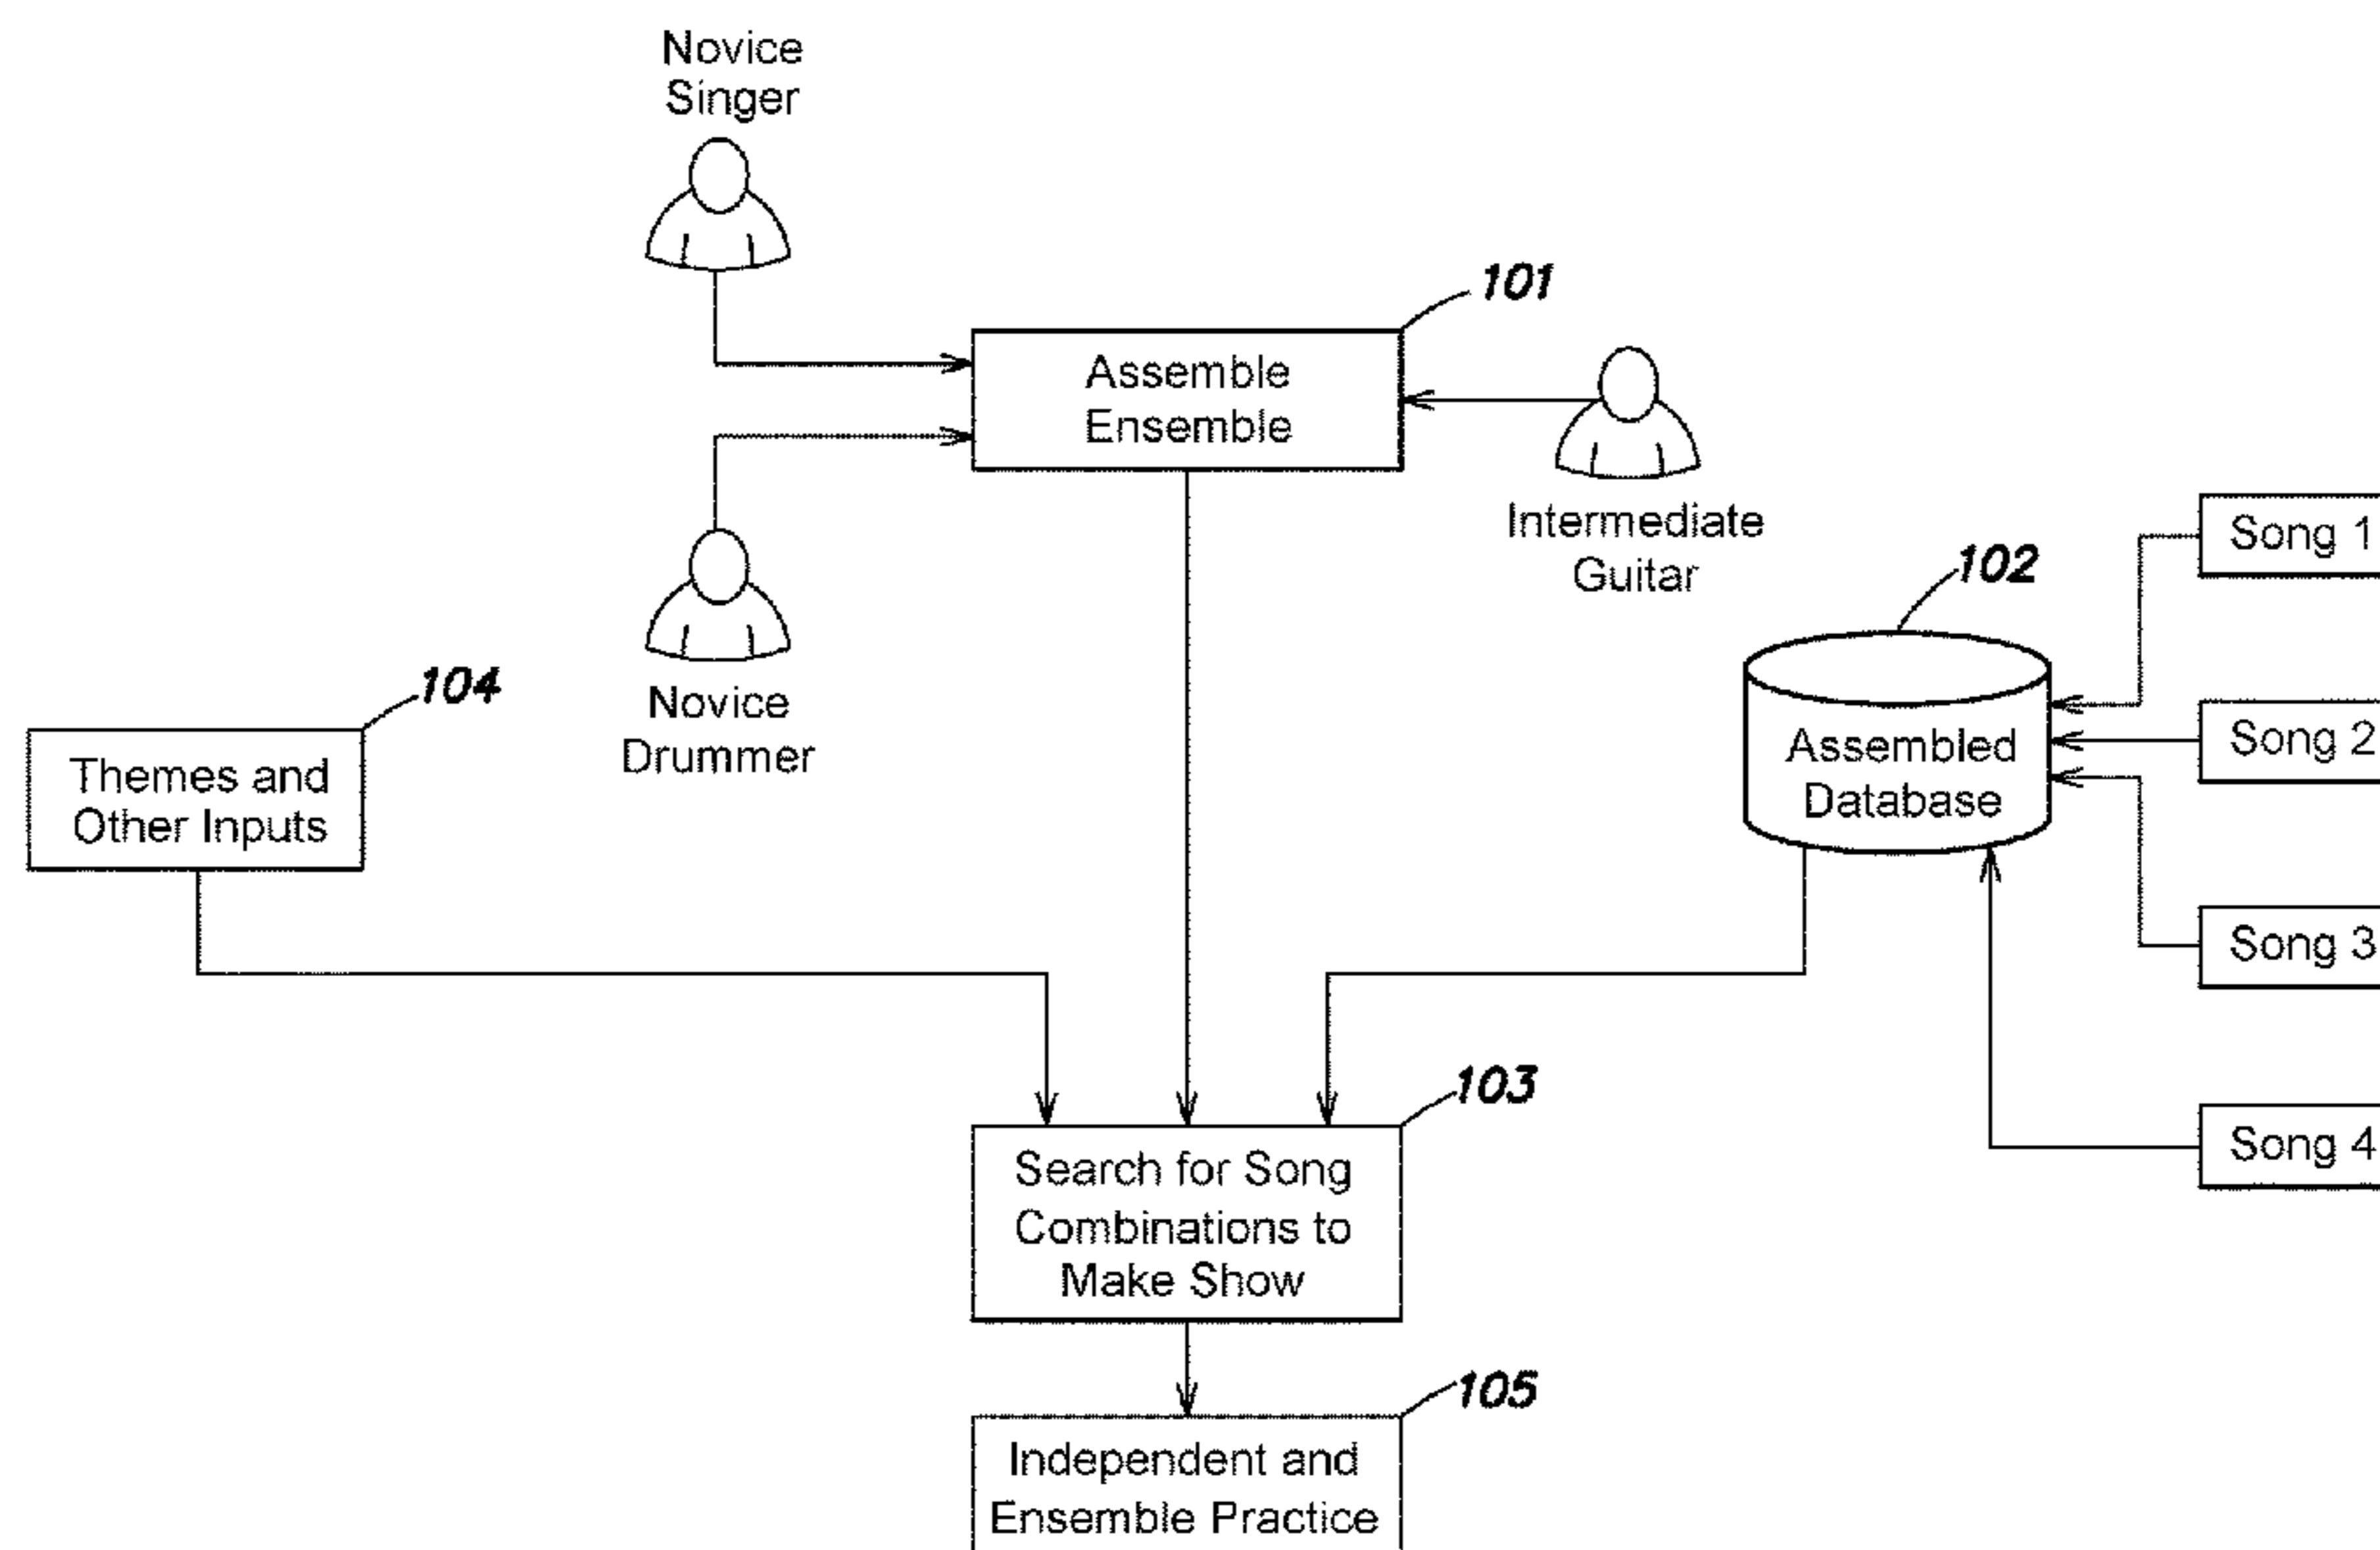 Novice
Singer
101
Assemble
Ensemble
Intermediate
Guitar
Novice
Drummer
104
Themes and
Other Inputs
102
Assembled
Database
Song 1
Song 2
Song 3
Song 4
103
Search for Song
Combinations to
Make Show
105
Independent and
Ensemble Practice